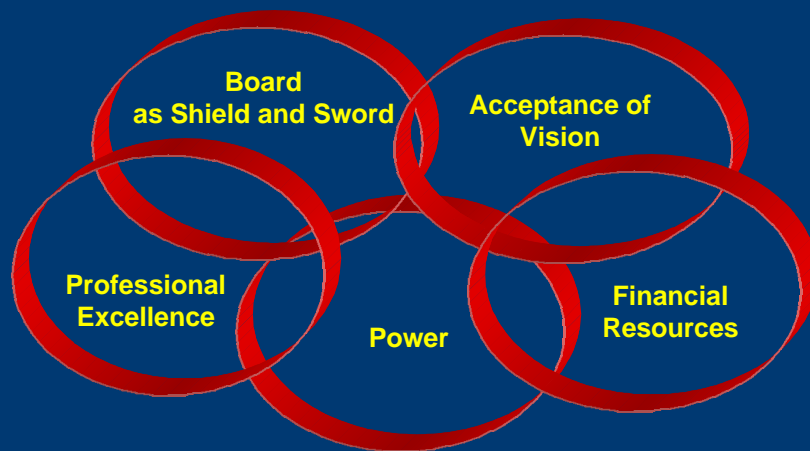 Board
as Shield and Sword
Acceptance of
Vision
Professional
Excellence
Power
Financial
Resources